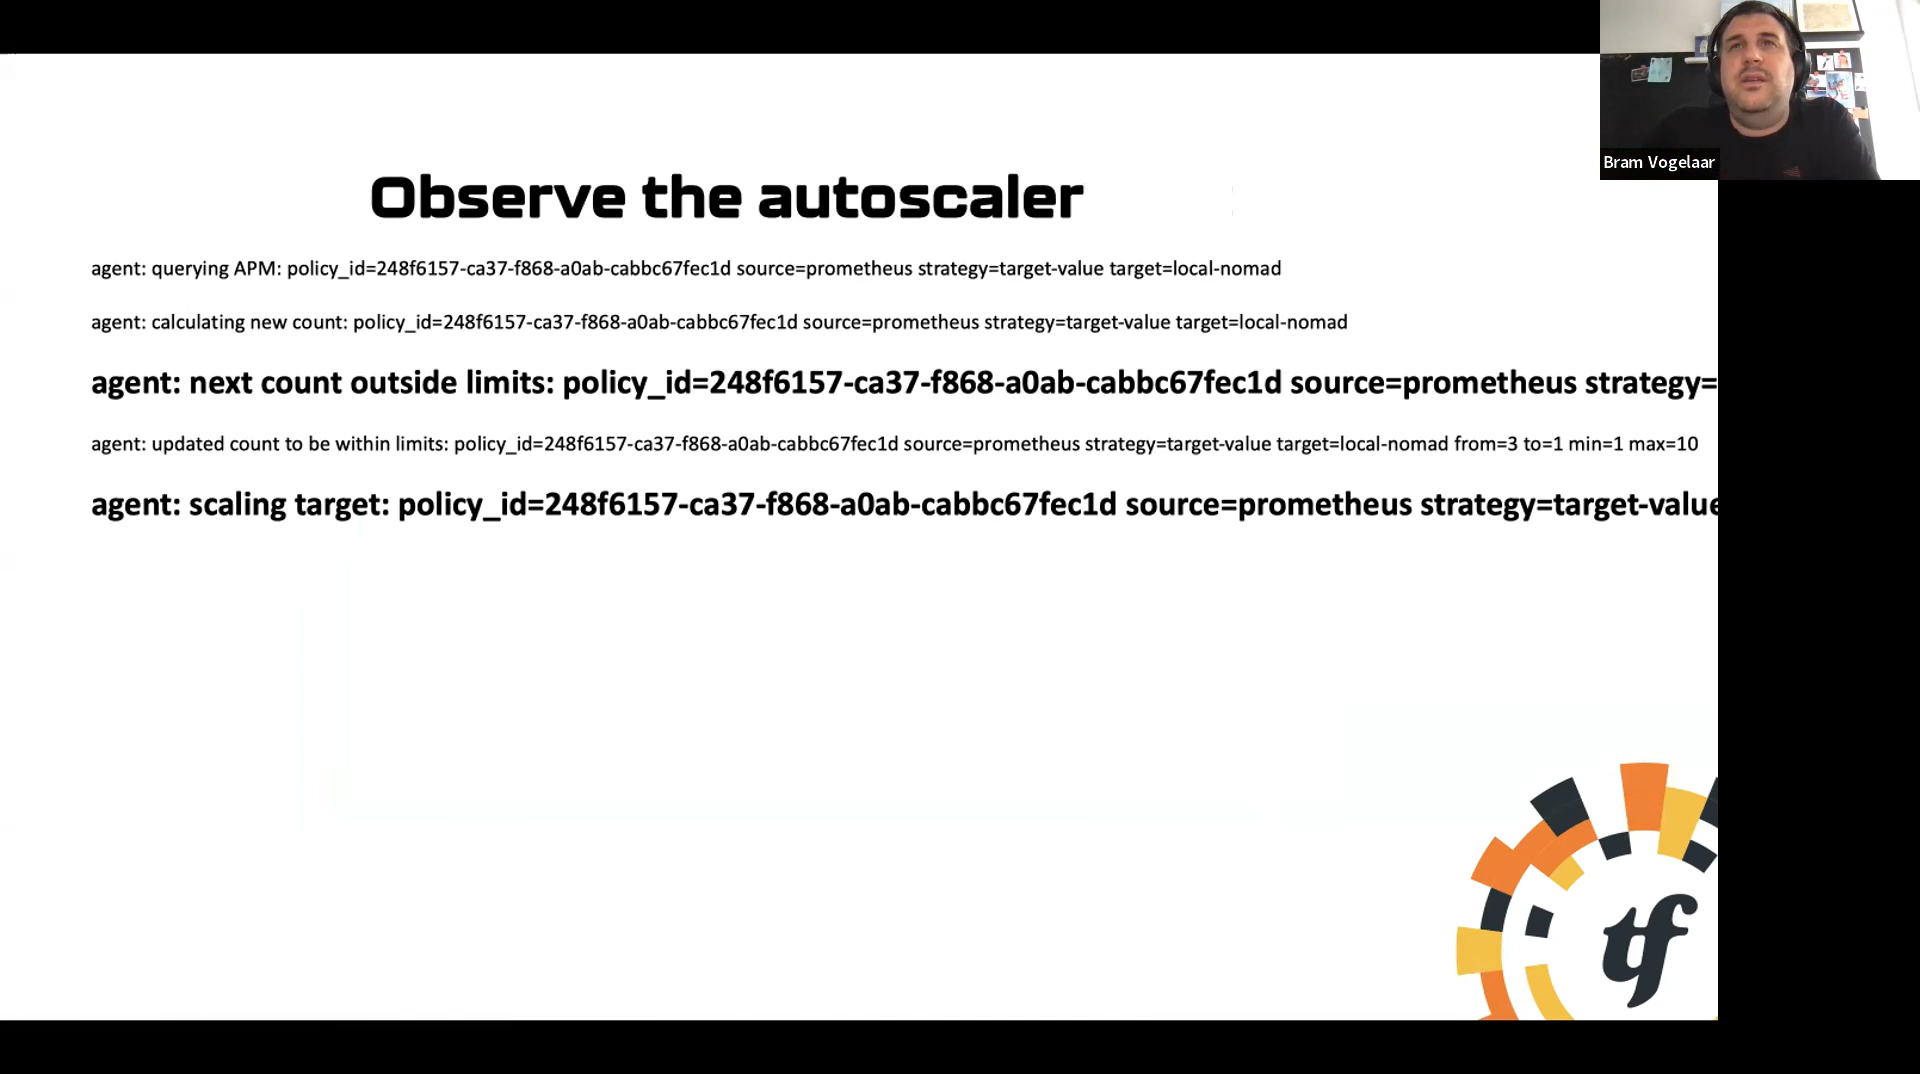 Bram Vogelaar
Observe the autoscaler
agent: querying APM: policy_id=248f6157-ca37-f868-a0ab-cabbc67fec1d source=prometheus strategy=target-value target=local-nomad
agent: calculating new count: policy_id=248f6157-ca37-f868-a0ab-cabbc67fec1d source=prometheus strategy=target-value target=local-nomad
agent: next count outside limits: policy_id=248f6157-ca37-f868-a0ab-cabbc67fec1d source=prometheus strategy=
agent: updated count to be within limits: policy_id=248f6157-ca37-f868-a0ab-cabbc67fec1d source=prometheus strategy=target-value target=local-nomad from=3 to=1 min=1 max=10
agent: scaling target: policy_id=248f6157-ca37-f868-a0ab-cabbc67fec1d source=prometheus strategy=target-value
tf